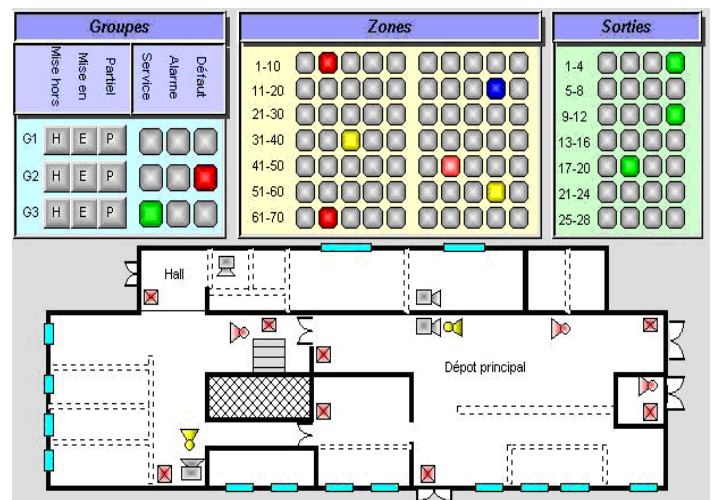 Groupes
Mise hors
Mise en
Partiel
Service
Alarme
Défaut
G1 H E P
G2 H E P
G3 H E P
Zones
1-10
11-20
21-30
31-40
41-50
51-60
61-70
Sorties
1-4
5-8
9-12
13-16
17-20
21-24
25-28
Hall
Dépot principal